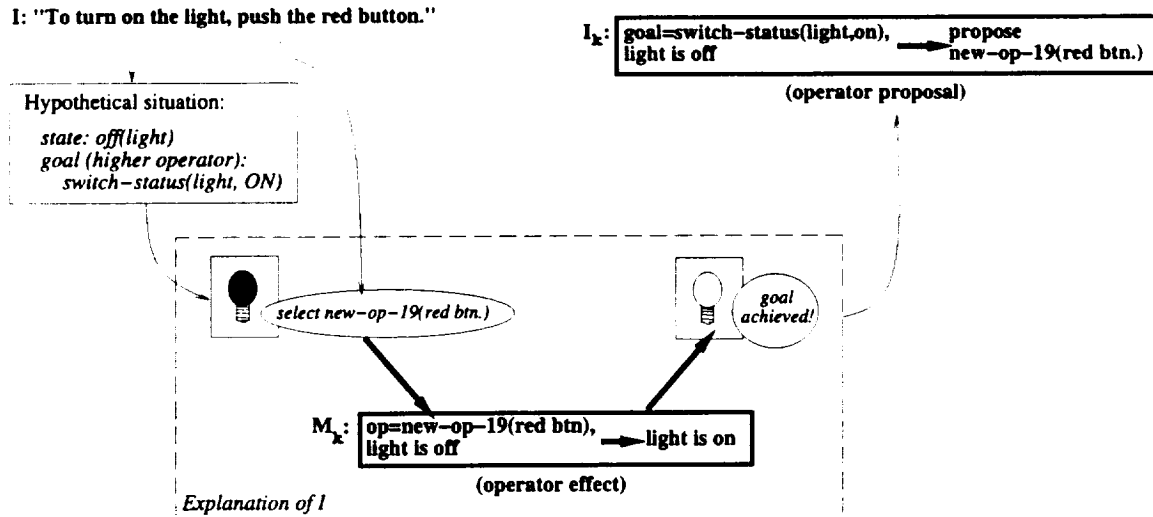 I: "To turn on the light, push the red button."
I_k: goal=switch-status(light,on), propose
light is off new-op-19(red btn.)
(operator proposal)
Hypothetical situation:
state: off(light)
goal (higher operator):
switch-status(light, ON)
select new-op-19(red btn.)
goal
achieved!
M_k: op=new-op-19(red btn), light is on
light is off
(operator effect)
Explanation of I